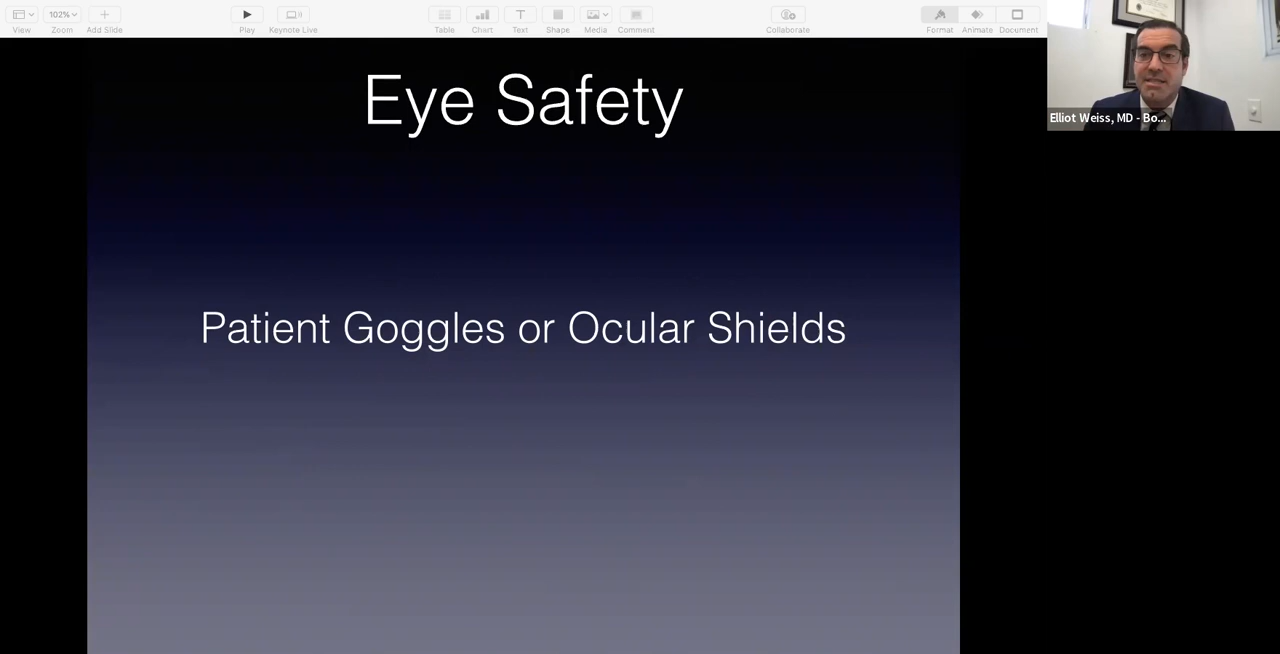 102%
View
Zoom
Add Slide
Play
Keynote Live
Table
Chart
Text
Shape
Media
Comment
Collaborate
Format
Animate
Document
Elliot Weiss, MD - Bo...
Eye Safety
Patient Goggles or Ocular Shields